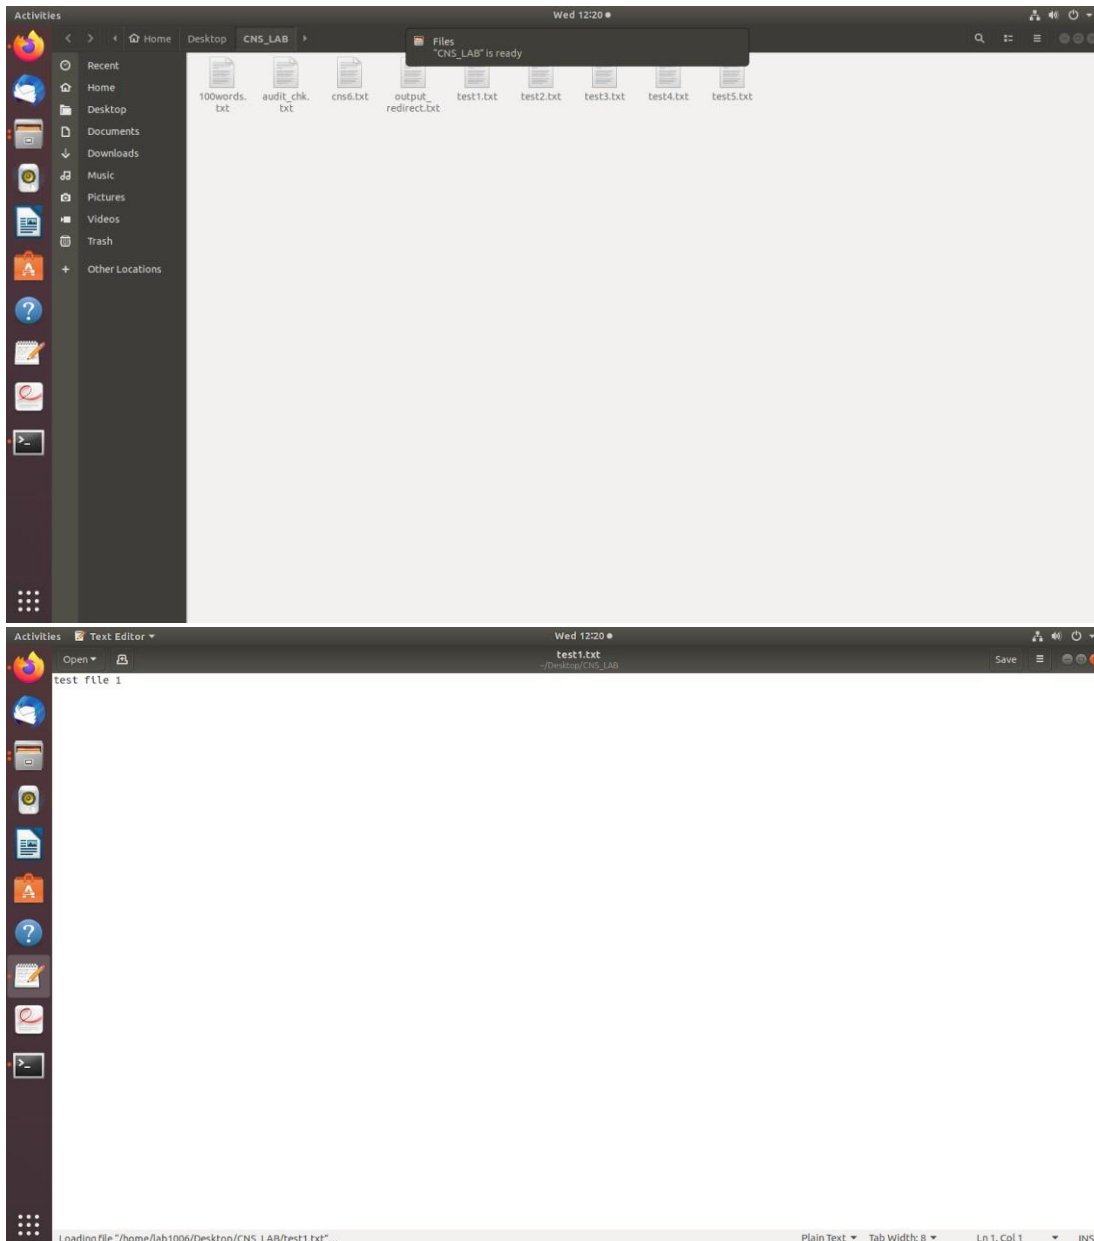 Activities
Wed 12:20
Home Desktop CNS_LAB
Files
"CNS_LAB" is ready
Recent
Home
Desktop
Documents
Downloads
Music
Pictures
Videos
Trash
+ Other Locations
100words.
txt
audit_chk.
txt
cns6.txt
output_
redirect.txt
test1.txt
test2.txt
test3.txt
test4.txt
test5.txt
Activities Text Editor
Wed 12:20
Open
test1.txt
~/Desktop/CNS_LAB
Save
test file 1
Loading file "/home/lab1006/Desktop/CNS_LAB/test1.txt"...
Plain Text Tab Width: 8 Ln 1, Col 1 INS